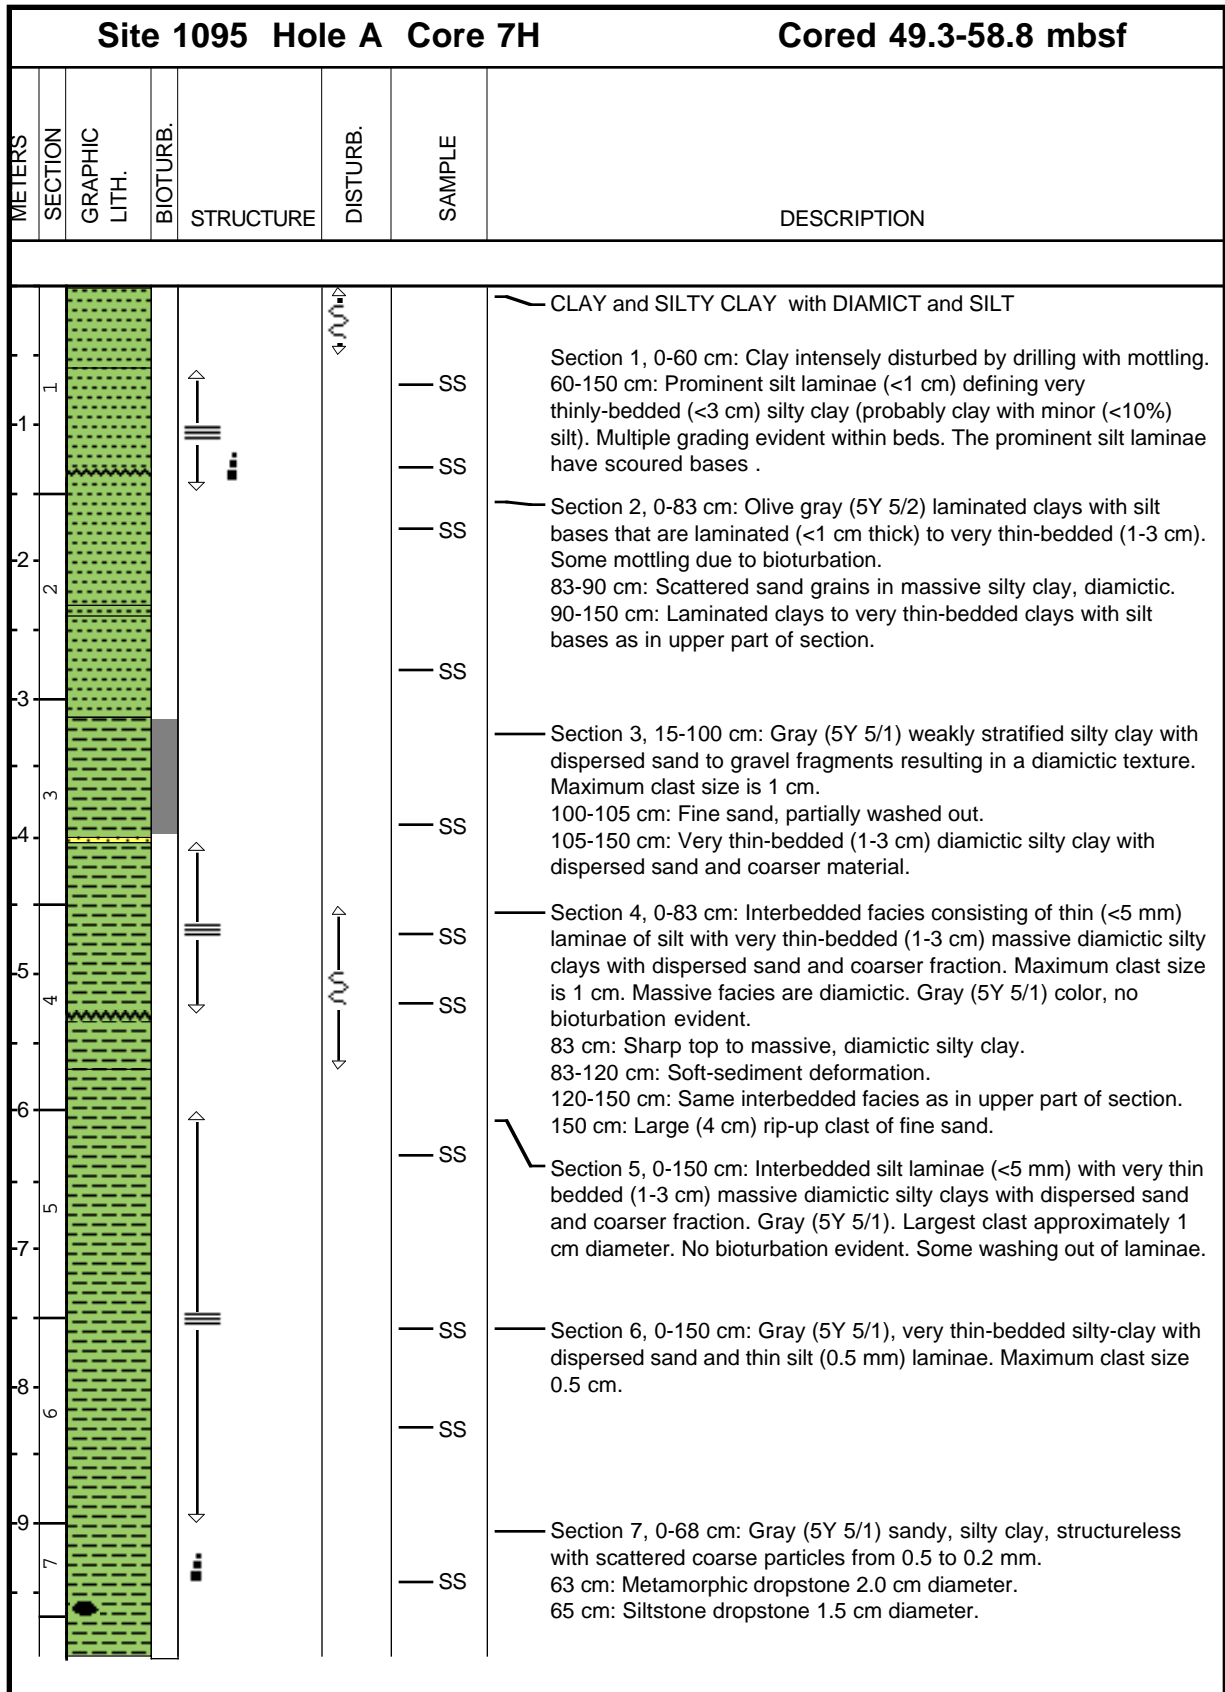 Site 1095 Hole A Core 7H Cored 49.3-58.8 mbsf
METERS
SECTION
GRAPHIC
LITH.
BIOTURB.
STRUCTURE
DISTURB.
SAMPLE
DESCRIPTION
CLAY and SILTY CLAY with DIAMICT and SILT
Section 1, 0-60 cm: Clay intensely disturbed by drilling with mottling.
60-150 cm: Prominent silt laminae (<1 cm) defining very
thinly-bedded (<3 cm) silty clay (probably clay with minor (<10%)
silt). Multiple grading evident within beds. The prominent silt laminae
have scoured bases .
Section 2, 0-83 cm: Olive gray (5Y 5/2) laminated clays with silt
bases that are laminated (<1 cm thick) to very thin-bedded (1-3 cm).
Some mottling due to bioturbation.
83-90 cm: Scattered sand grains in massive silty clay, diamictic.
90-150 cm: Laminated clays to very thin-bedded clays with silt
bases as in upper part of section.
Section 3, 15-100 cm: Gray (5Y 5/1) weakly stratified silty clay with
dispersed sand to gravel fragments resulting in a diamictic texture.
Maximum clast size is 1 cm.
100-105 cm: Fine sand, partially washed out.
105-150 cm: Very thin-bedded (1-3 cm) diamictic silty clay with
dispersed sand and coarser material.
Section 4, 0-83 cm: Interbedded facies consisting of thin (<5 mm)
laminae of silt with very thin-bedded (1-3 cm) massive diamictic silty
clays with dispersed sand and coarser fraction. Maximum clast size
is 1 cm. Massive facies are diamictic. Gray (5Y 5/1) color, no
bioturbation evident.
83 cm: Sharp top to massive, diamictic silty clay.
83-120 cm: Soft-sediment deformation.
120-150 cm: Same interbedded facies as in upper part of section.
150 cm: Large (4 cm) rip-up clast of fine sand.
Section 5, 0-150 cm: Interbedded silt laminae (<5 mm) with very thin
bedded (1-3 cm) massive diamictic silty clays with dispersed sand
and coarser fraction. Gray (5Y 5/1). Largest clast approximately 1
cm diameter. No bioturbation evident. Some washing out of laminae.
Section 6, 0-150 cm: Gray (5Y 5/1), very thin-bedded silty-clay with
dispersed sand and thin silt (0.5 mm) laminae. Maximum clast size
0.5 cm.
Section 7, 0-68 cm: Gray (5Y 5/1) sandy, silty clay, structureless
with scattered coarse particles from 0.5 to 0.2 mm.
63 cm: Metamorphic dropstone 2.0 cm diameter.
65 cm: Siltstone dropstone 1.5 cm diameter.
1
2
3
4
5
6
7
8
9
1
2
3
4
5
6
7
SS
SS
SS
SS
SS
SS
SS
SS
SS
SS
SS